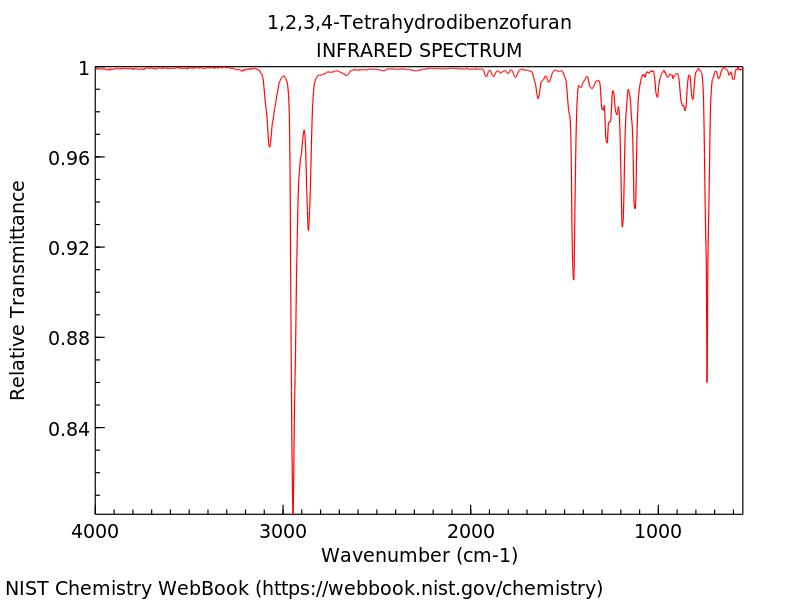 1,2,3,4-Tetrahydrodibenzofuran
INFRARED SPECTRUM
1
0.96
0.92
0.88
0.84
Relative Transmittance
4000 3000 2000 1000
Wavenumber (cm-1)
NIST Chemistry WebBook (https://webbook.nist.gov/chemistry)